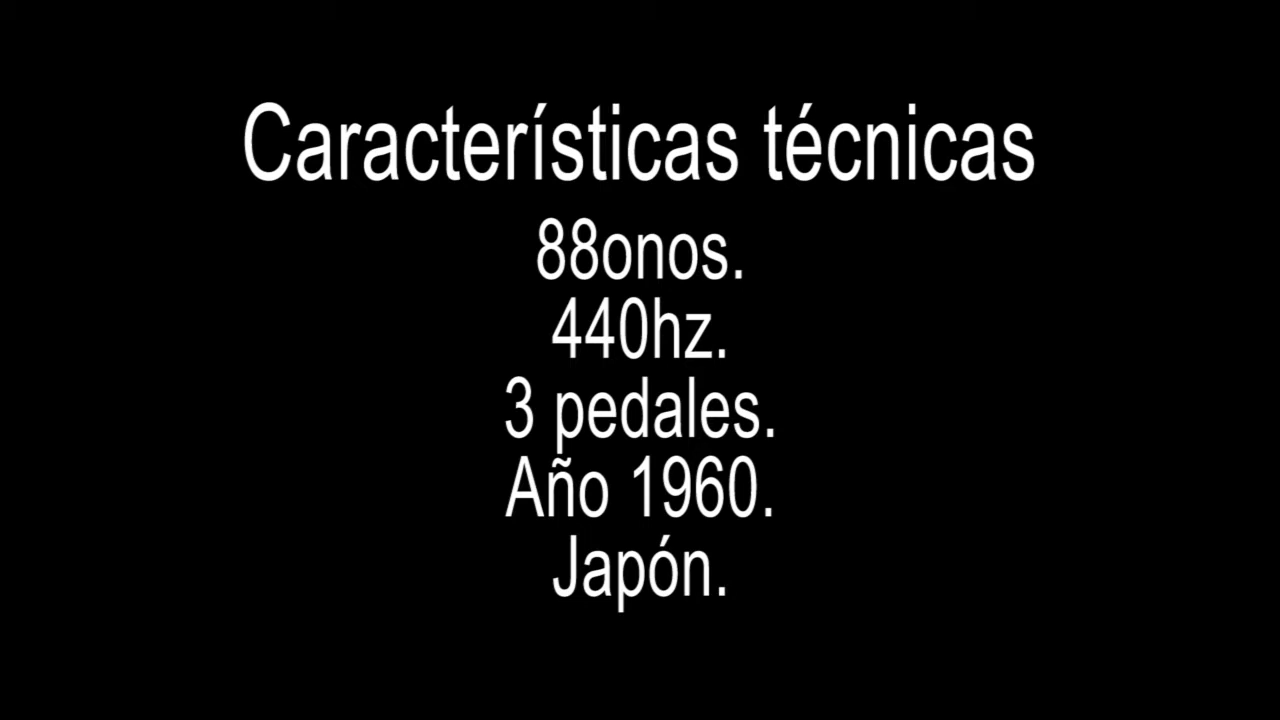 Características técnicas
88onos.
440hz.
3 pedales.
Año 1960.
Japón.